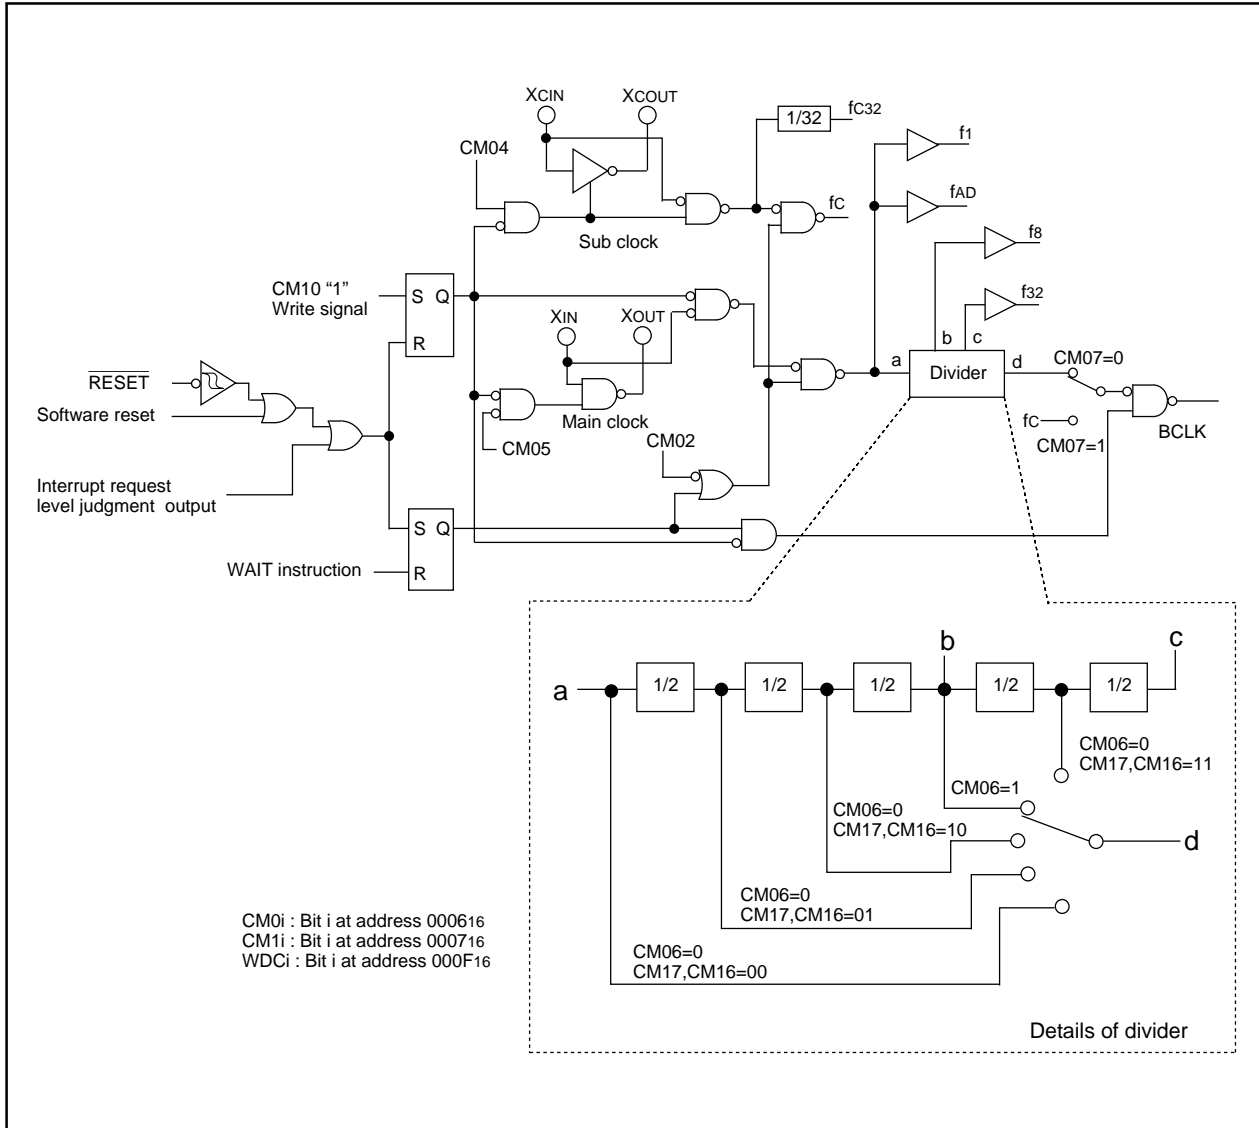 XCIN
XCOUT
1/32
fC32
f1
CM04
fAD
fC
Sub clock
f8
CM10 “1”
Write signal
S Q
R
f32
XIN
XOUT
b
c
a
Divider
d
CM07=0
RESET
Software reset
Main clock
fC
CM07=1
BCLK
CM05
CM02
Interrupt request
level judgment output
S Q
R
WAIT instruction
a
1/2
1/2
1/2
b
1/2
1/2
c
CM06=0
CM17,CM16=11
CM06=1
CM06=0
CM17,CM16=10
d
CM06=0
CM17,CM16=01
CM06=0
CM17,CM16=00
CM0i : Bit i at address 000616
CM1i : Bit i at address 000716
WDCi : Bit i at address 000F16
Details of divider